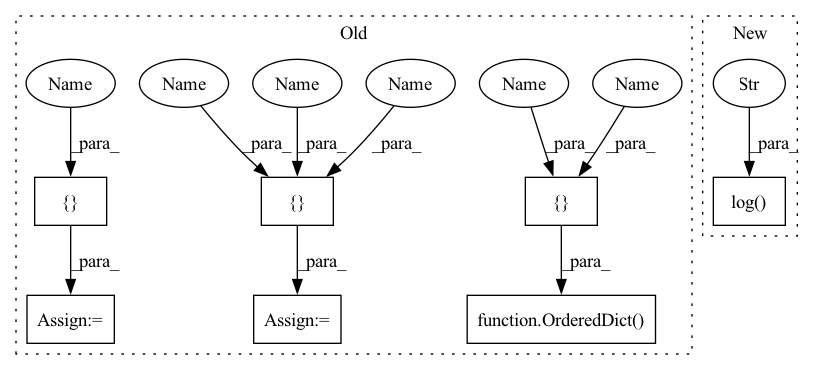 Old
New
Name
Name
Name
Name
Name
Name
Str
_para_
_para_
_para_
_para_
_para_
_para_
_para_
{}
{}
{}
log()
_para_
_para_
_para_
Assign:=
Assign:=
function.OrderedDict()